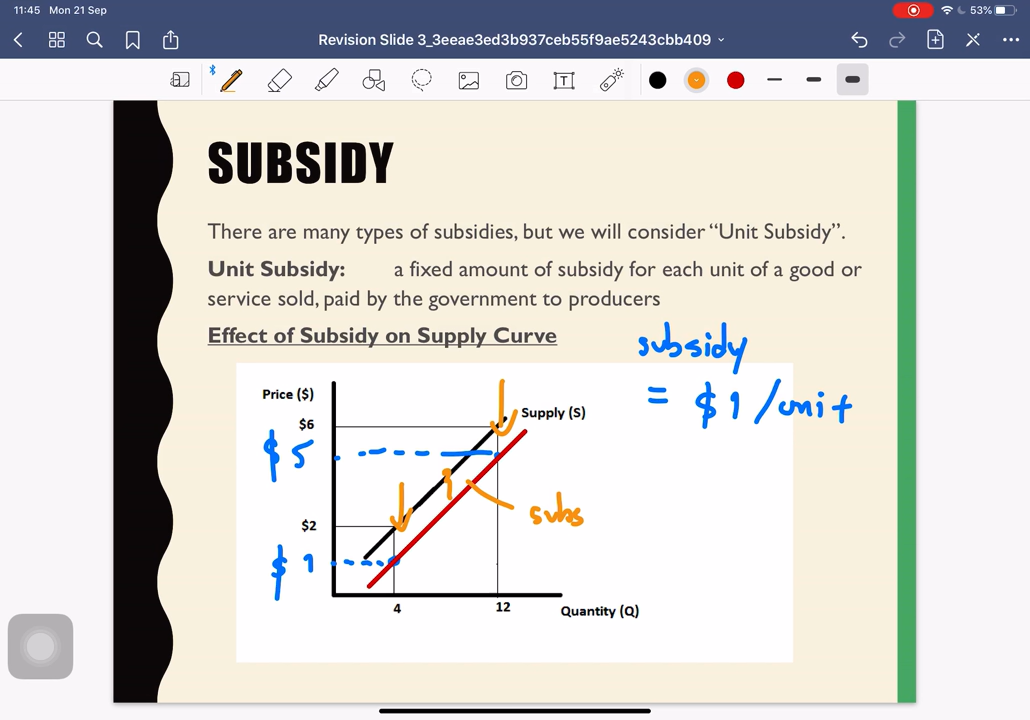 11:45 Mon 21 Sep
53%
Revision Slide 3_3eeae3ed3b937ceb55f9ae5243cbb409
SUBSIDY
There are many types of subsidies, but we will consider “Unit Subsidy”.
Unit Subsidy: a fixed amount of subsidy for each unit of a good or
service sold, paid by the government to producers
Effect of Subsidy on Supply Curve
subsidy
= $1/unit
Price ($)
Supply (S)
$6
$5
subs
$2
$1
4
12
Quantity (Q)